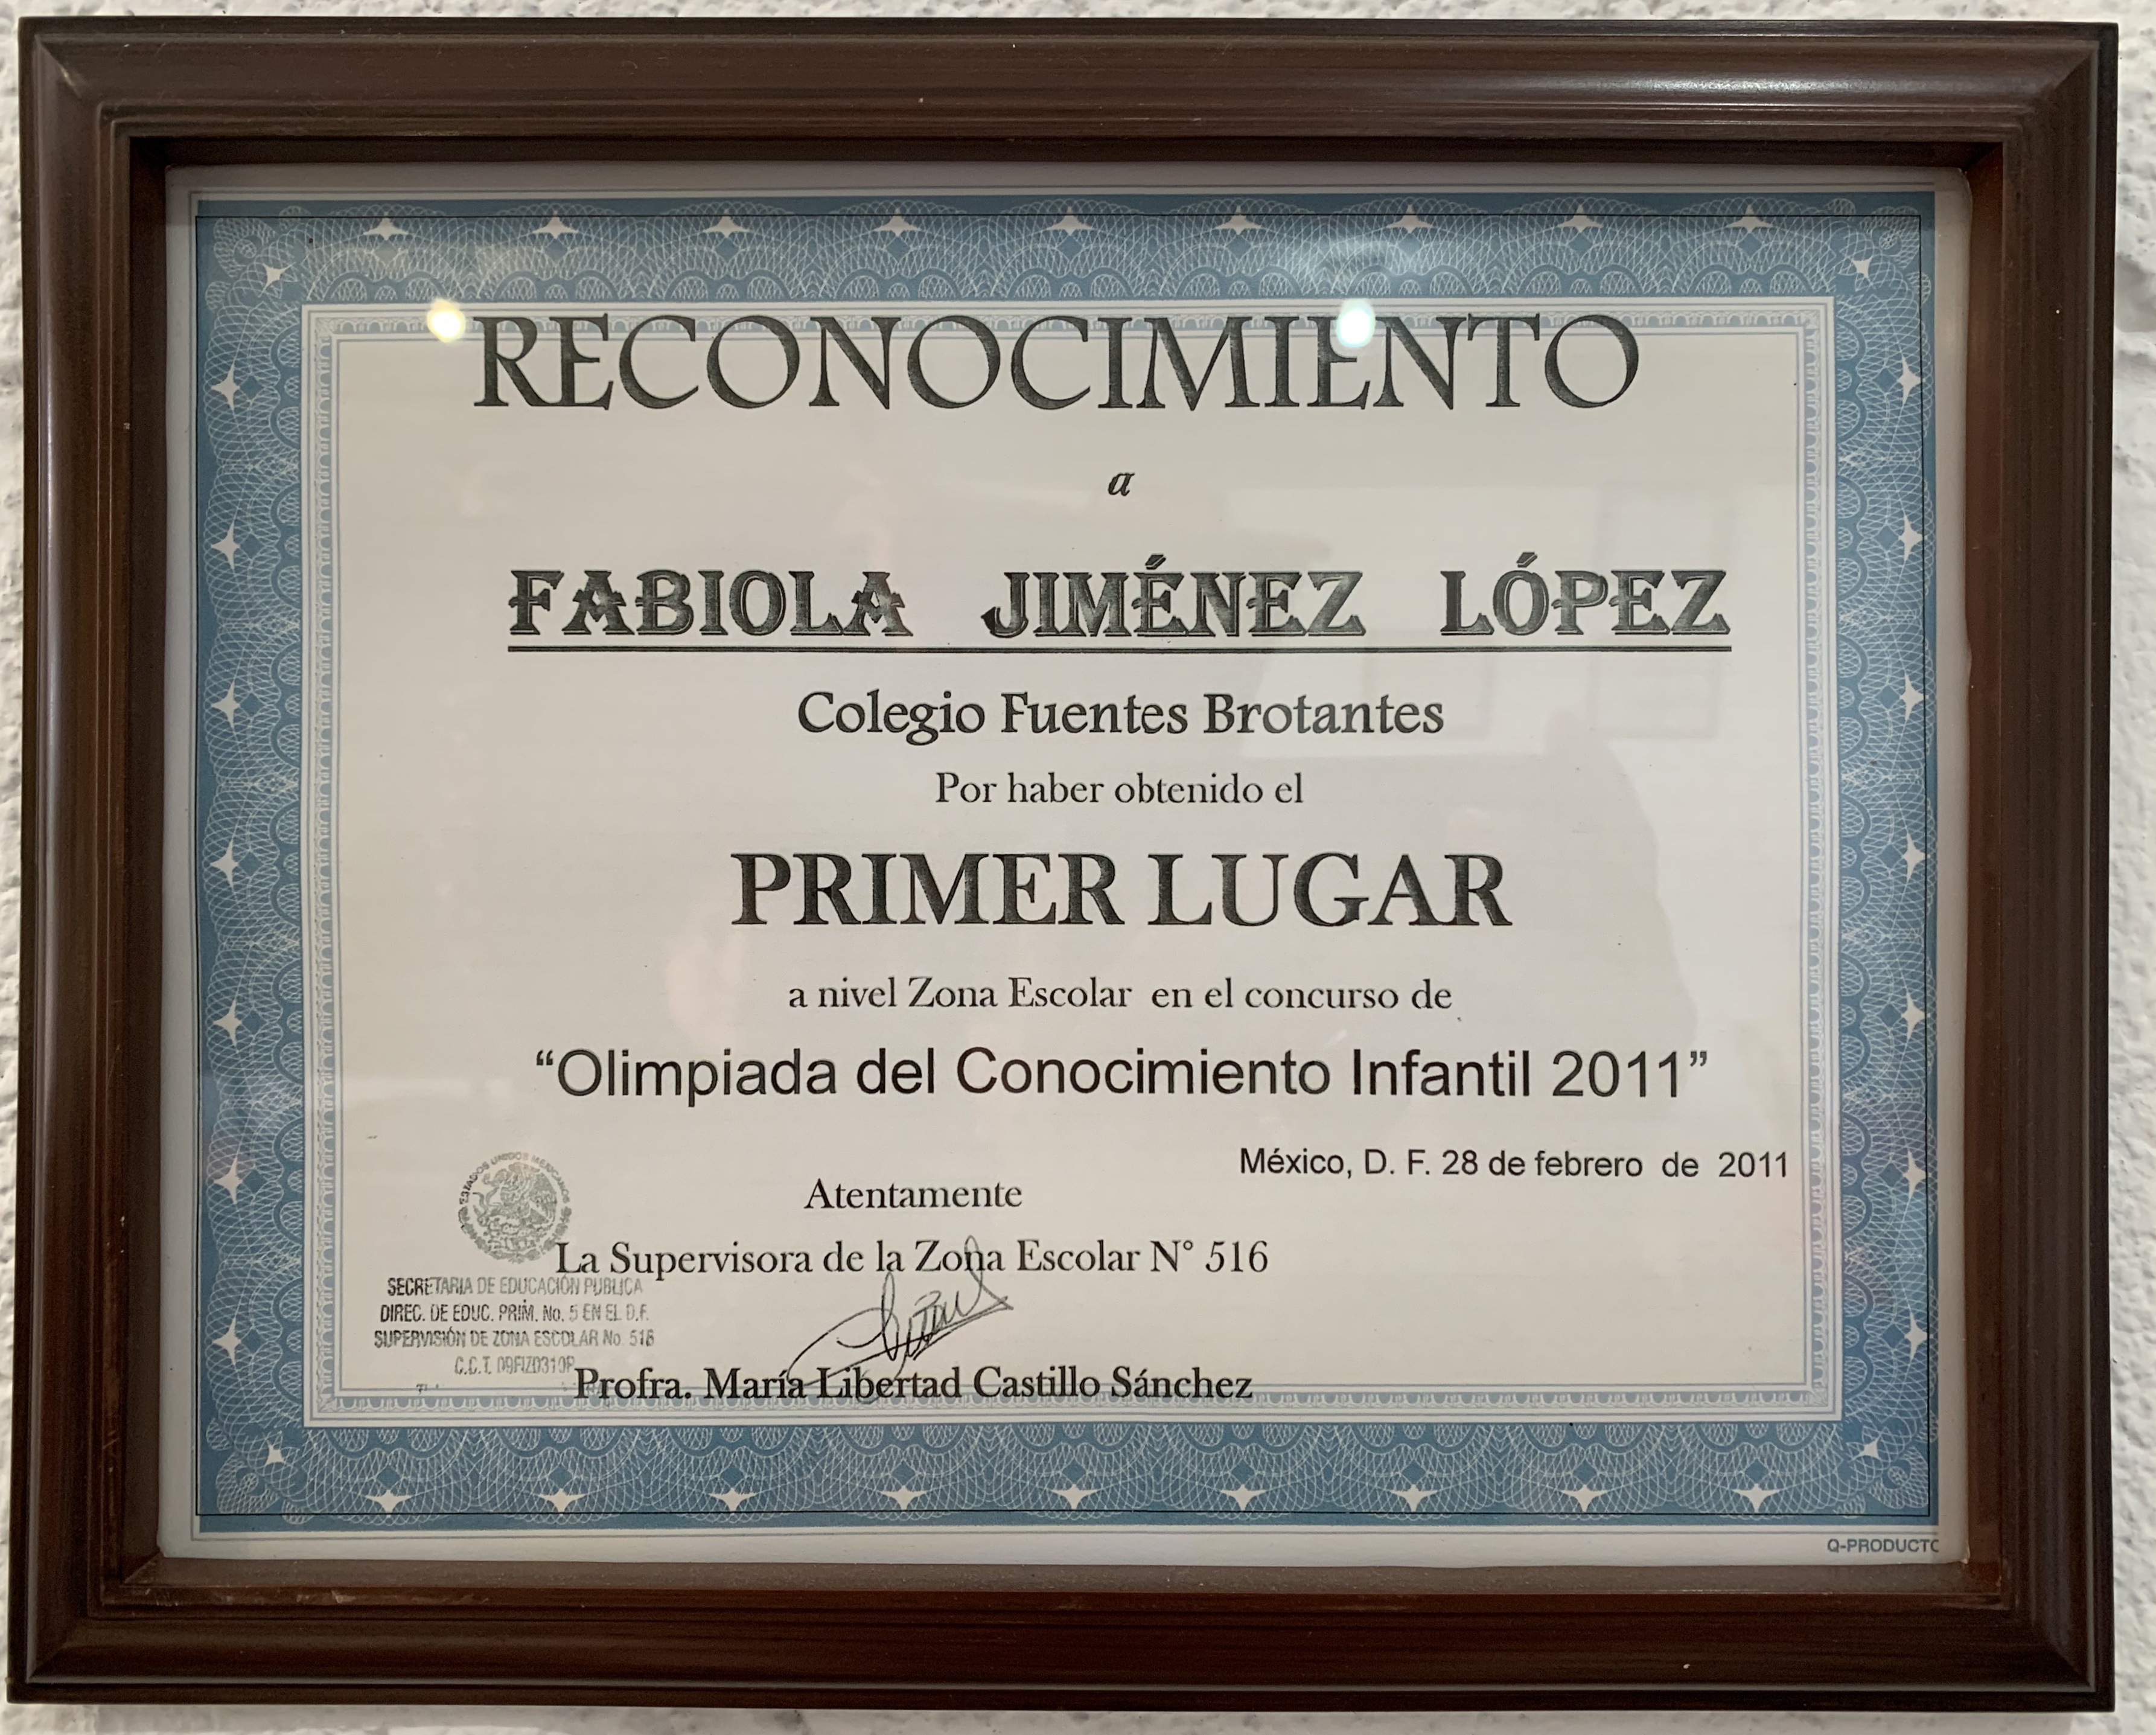 RECONOCIMIENTO
a
FABIOLA JIMÉNEZ LÓPEZ
Colegio Fuentes Brotantes
Por haber obtenido el
PRIMER LUGAR
a nivel Zona Escolar en el concurso de
“Olimpiada del Conocimiento Infantil 2011”
México, D. F. 28 de febrero de 2011
Atentamente
La Supervisora de la Zona Escolar N° 516
ESTADOS UNIDOS MEXICANOS
SECRETARIA DE EDUCACIÓN PUBLICA
DIREC. DE EDUC. PRIM. No. 5 EN EL D.F.
SUPERVISIÓN DE ZONA ESCOLAR No. 516
C.C.T.
Profra. María Libertad Castillo Sánchez
Q-PRODUCTO